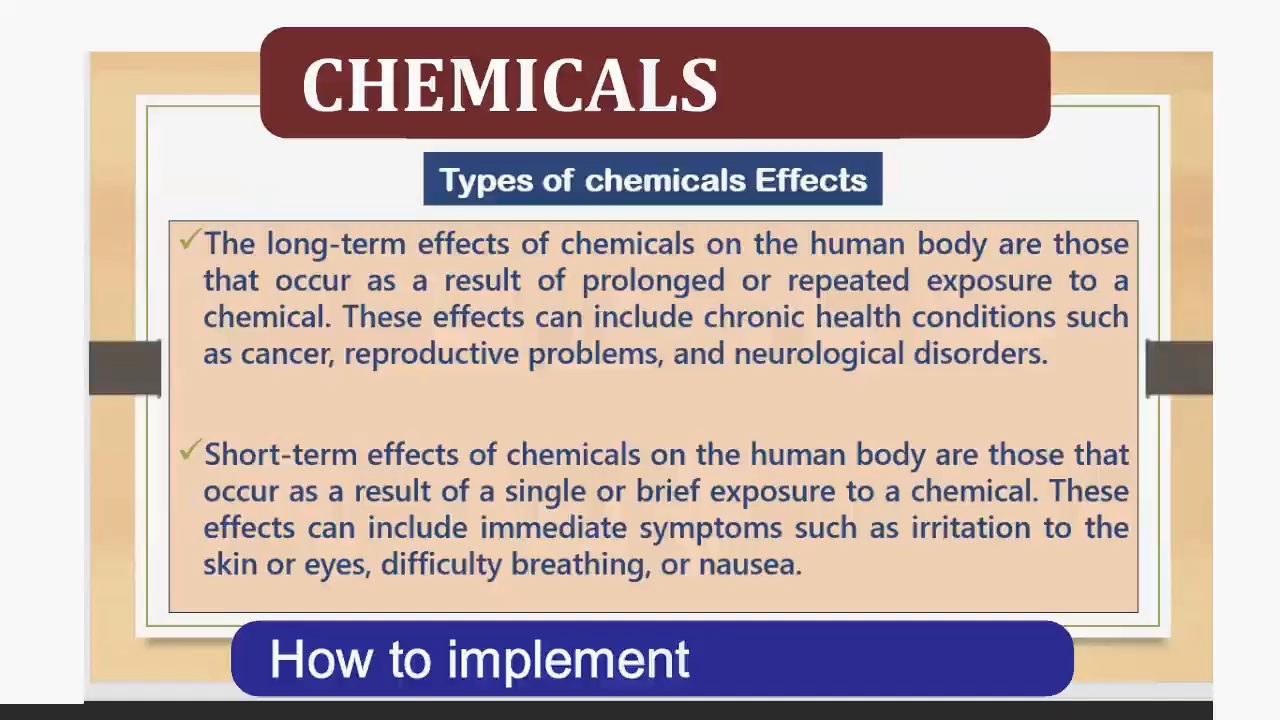 CHEMICALS
Types of chemicals Effects
✓The long-term effects of chemicals on the human body are those
that occur as a result of prolonged or repeated exposure to a
chemical. These effects can include chronic health conditions such
as cancer, reproductive problems, and neurological disorders.
✓Short-term effects of chemicals on the human body are those that
occur as a result of a single or brief exposure to a chemical. These
effects can include immediate symptoms such as irritation to the
skin or eyes, difficulty breathing, or nausea.
How to implement